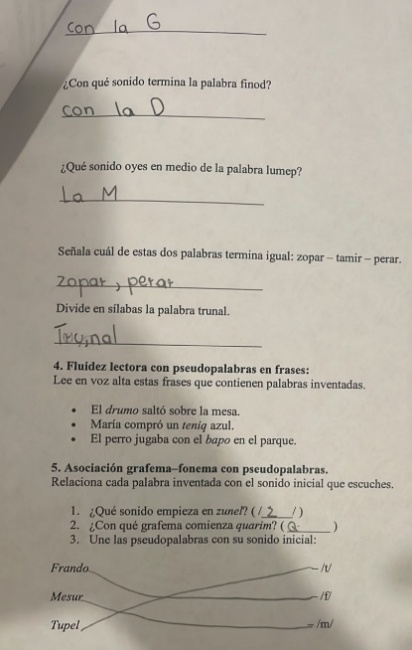 con la G
¿Con qué sonido termina la palabra finod?
con la D
¿Qué sonido oyes en medio de la palabra lumep?
La M
Señala cuál de estas dos palabras termina igual: zopar – tamir – perar.
zopar, perar
Divide en sílabas la palabra trunal.
Tru,nal
4. Fluidez lectora con pseudopalabras en frases:
Lee en voz alta estas frases que contienen palabras inventadas.
• El drumo saltó sobre la mesa.
• María compró un teniq azul.
• El perro jugaba con el bapo en el parque.
5. Asociación grafema–fonema con pseudopalabras.
Relaciona cada palabra inventada con el sonido inicial que escuches.
1. ¿Qué sonido empieza en zunel? ( / 2 / )
2. ¿Con qué grafema comienza quarim? ( Q )
3. Une las pseudopalabras con su sonido inicial:
Frando – /t/
Mesur – /f/
Tupel – /m/